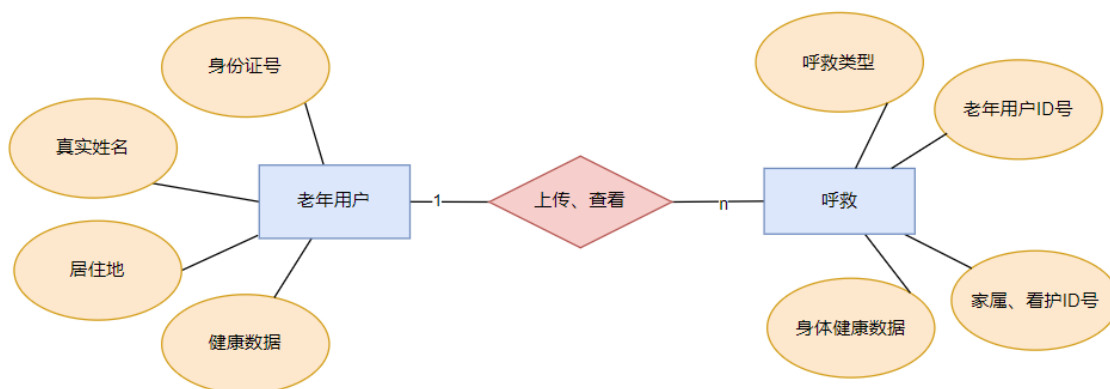 身份证号
呼救类型
老年用户ID号
真实姓名
老年用户
1
上传、查看
n
呼救
居住地
健康数据
身体健康数据
家属、看护ID号